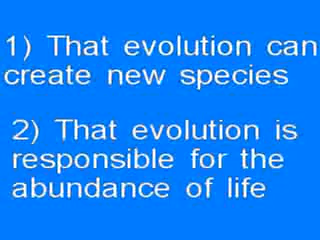 1) That evolution can
create new species
2) That evolution is
responsible for the
abundance of life